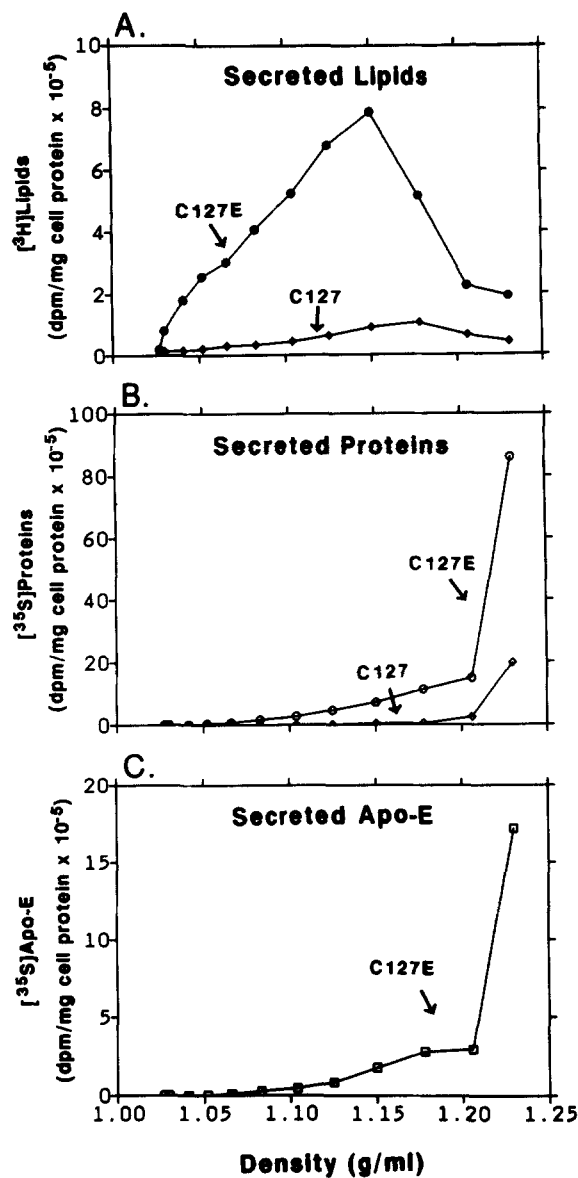 A.
10
8
6
4
2
0
[³H]Lipids
(dpm/mg cell protein x 10⁻⁵)
Secreted Lipids
C127E
C127
B.
100
80
60
40
20
0
[³⁵S]Proteins
(dpm/mg cell protein x 10⁻⁵)
Secreted Proteins
C127E
C127
C.
20
15
10
5
0
[³⁵S]Apo-E
(dpm/mg cell protein x 10⁻⁵)
Secreted Apo-E
C127E
1.00 1.05 1.10 1.15 1.20 1.25
Density (g/ml)